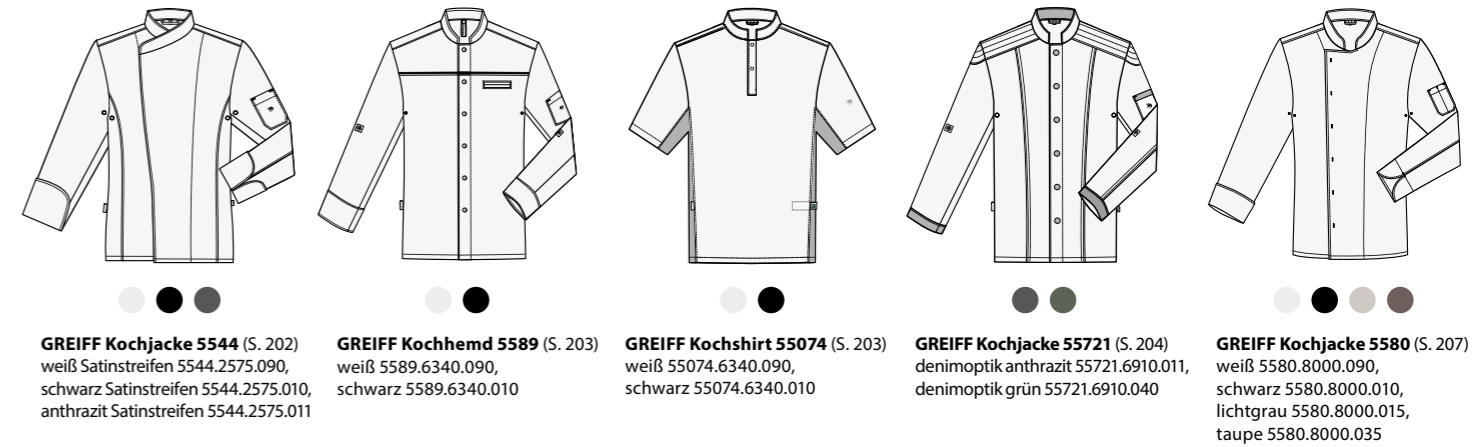 GREIFF Kochjacke 5544 (S. 202)
weiß Satinstreifen 5544.2575.090,
schwarz Satinstreifen 5544.2575.010,
anthrazit Satinstreifen 5544.2575.011
GREIFF Kochhemd 5589 (S. 203)
weiß 5589.6340.090,
schwarz 5589.6340.010
GREIFF Kochshirt 55074 (S. 203)
weiß 55074.6340.090,
schwarz 55074.6340.010
GREIFF Kochjacke 55721 (S. 204)
denimoptik anthrazit 55721.6910.011,
denimoptik grün 55721.6910.040
GREIFF Kochjacke 5580 (S. 207)
weiß 5580.8000.090,
schwarz 5580.8000.010,
lichtgrau 5580.8000.015,
taupe 5580.8000.035